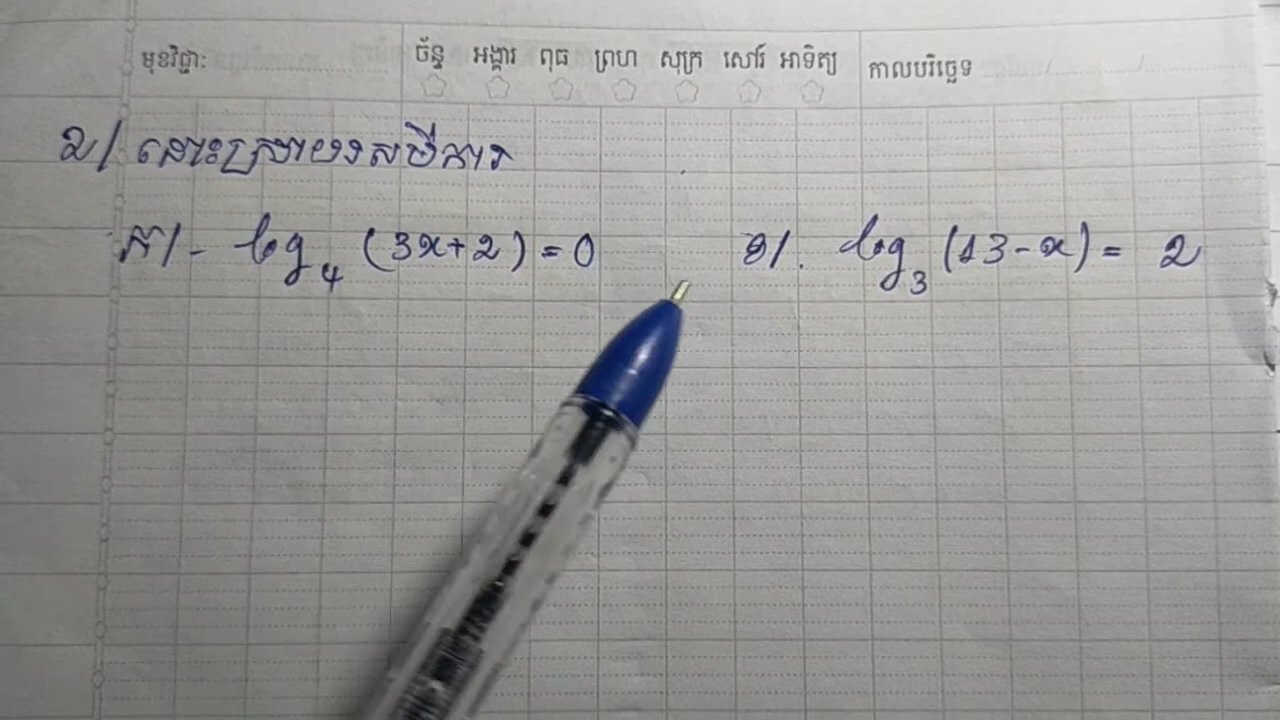 មុខវិជ្ជា: ច័ន្ទ អង្គារ ពុធ ព្រហ សុក្រ សៅរ៍ អាទិត្យ កាលបរិច្ឆេទ
២/ ដោះស្រាយសមីការ
ក/- log₄ (3x+2) = 0 ខ/. log₃ (13-x) = 2